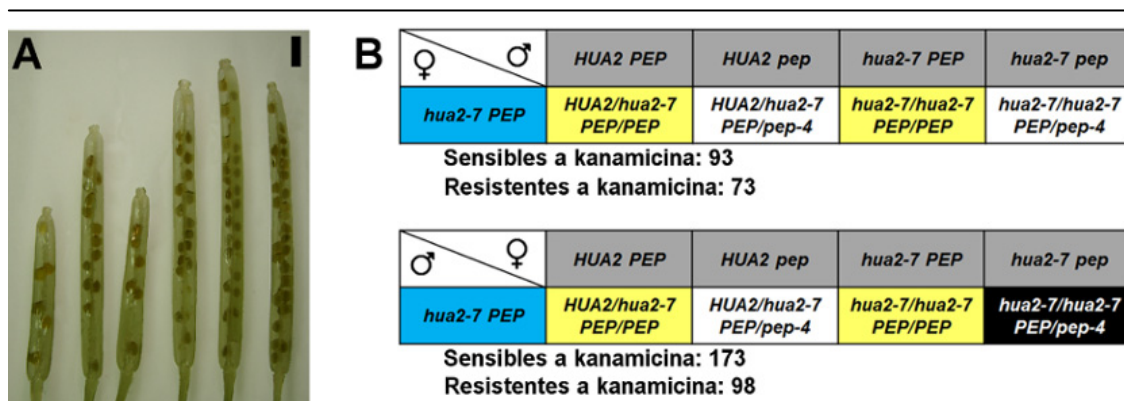 A
B
♀ ♂ HUA2 PEP HUA2 pep hua2-7 PEP hua2-7 pep
hua2-7 PEP HUA2/hua2-7 HUA2/hua2-7 hua2-7/hua2-7 hua2-7/hua2-7
PEP/PEP PEP/pep-4 PEP/PEP PEP/pep-4
Sensibles a kanamicina: 93
Resistentes a kanamicina: 73
♂ ♀ HUA2 PEP HUA2 pep hua2-7 PEP hua2-7 pep
hua2-7 PEP HUA2/hua2-7 HUA2/hua2-7 hua2-7/hua2-7 hua2-7/hua2-7
PEP/PEP PEP/pep-4 PEP/PEP PEP/pep-4
Sensibles a kanamicina: 173
Resistentes a kanamicina: 98